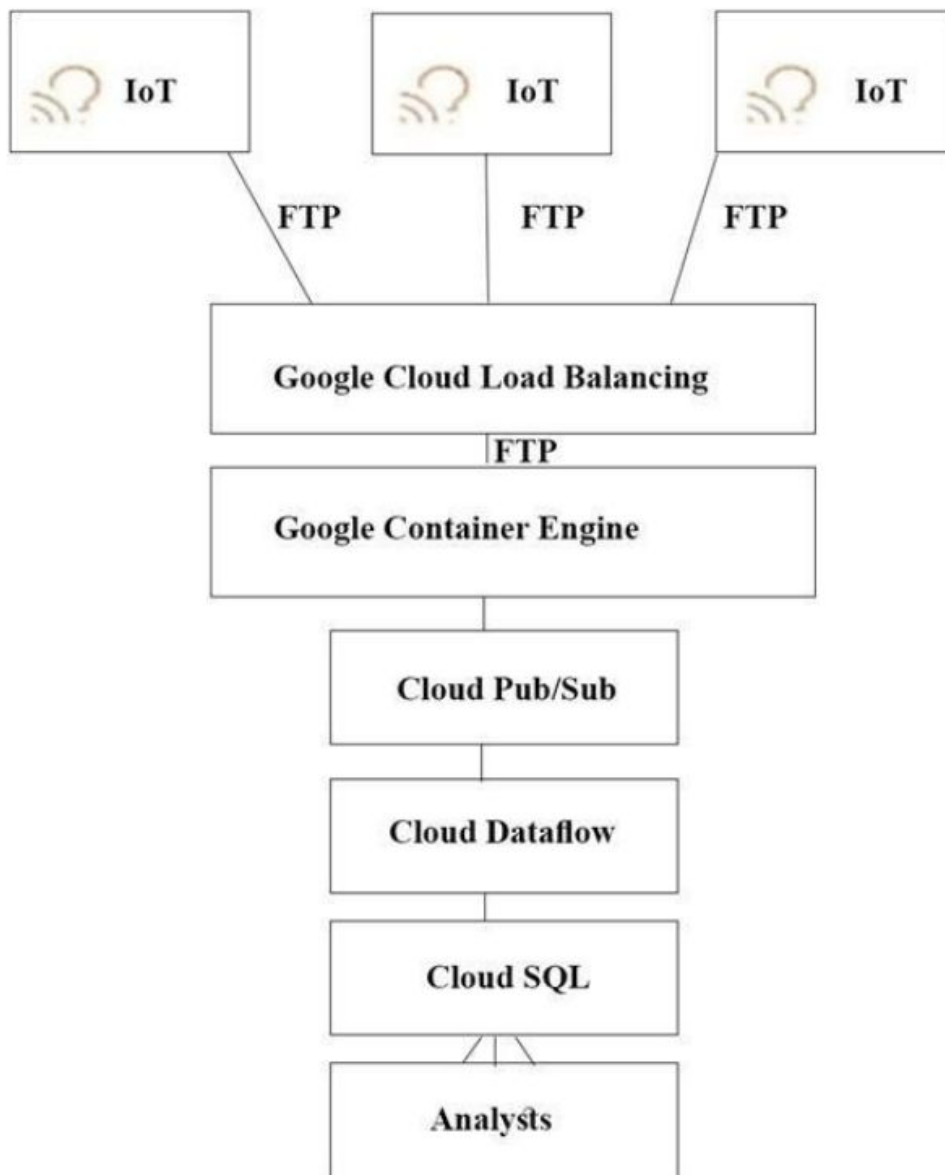 IoT IoT IoT
FTP FTP FTP
Google Cloud Load Balancing
FTP
Google Container Engine
Cloud Pub/Sub
Cloud Dataflow
Cloud SQL
Analysts